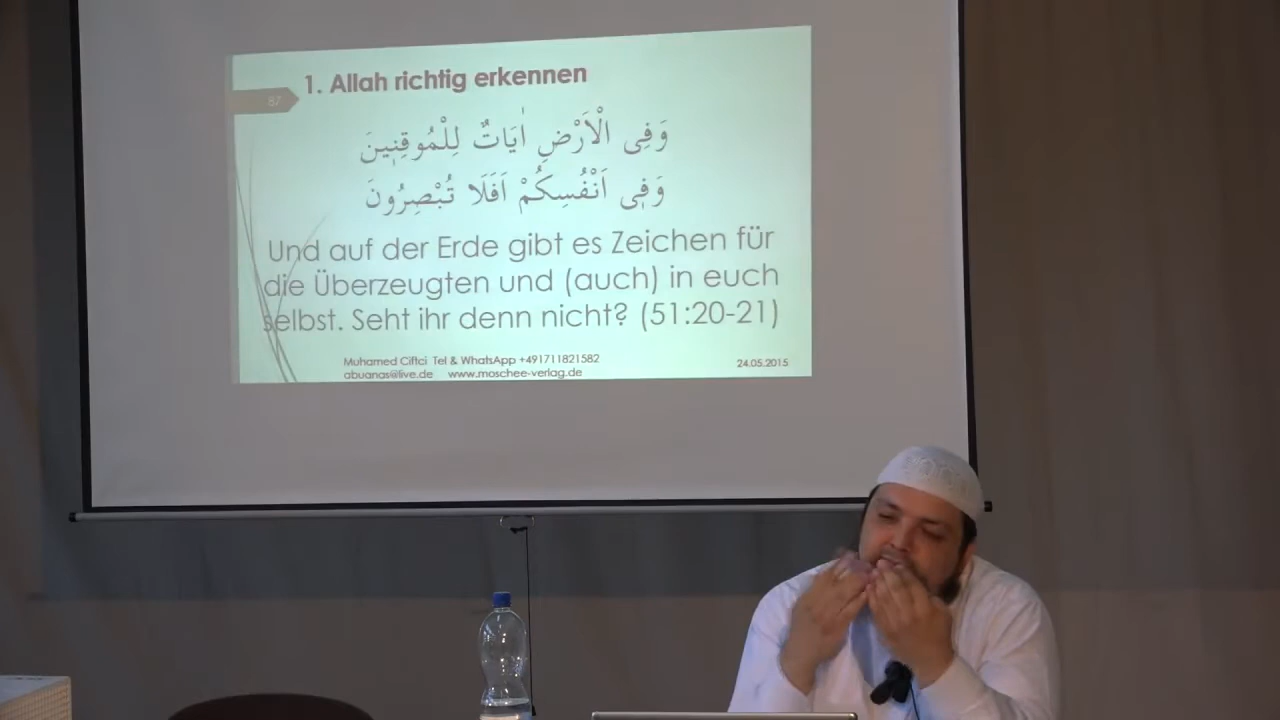 1. Allah richtig erkennen
87
وَفِى الْاَرْضِ اٰيَاتٌ لِلْمُوقِنٖينَ
وَفٖى اَنْفُسِكُمْ اَفَلَا تُبْصِرُونَ
Und auf der Erde gibt es Zeichen für
die Überzeugten und (auch) in euch
selbst. Seht ihr denn nicht? (51:20-21)
Muhamed Ciftci Tel & WhatsApp +491711821582
abuanas@live.de www.moschee-verlag.de
24.05.2015